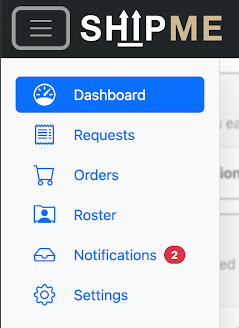 SHIPME
Dashboard
Requests
Orders
Roster
Notifications 2
Settings